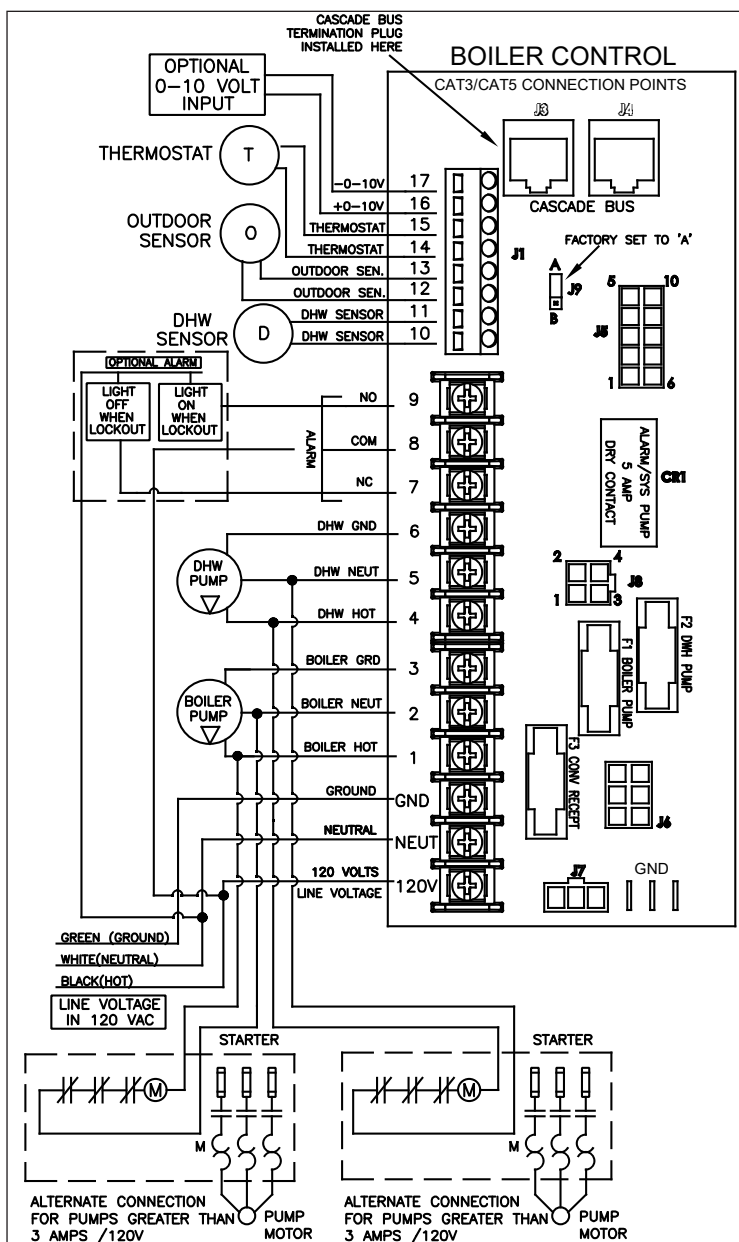 CASCADE BUS
TERMINATION PLUG
INSTALLED HERE
BOILER CONTROL
CAT3/CAT5 CONNECTION POINTS
OPTIONAL
0-10 VOLT
INPUT
J3
J4
CASCADE BUS
THERMOSTAT
T
OUTDOOR
SENSOR
O
DHW
SENSOR
D
-0-10V 17
+0-10V 16
THERMOSTAT 15
THERMOSTAT 14
OUTDOOR SEN. 13
OUTDOOR SEN. 12
DHW SENSOR 11
DHW SENSOR 10
J1
FACTORY SET TO 'A'
A
J9
B
5 10
J5
1 6
OPTIONAL ALARM
LIGHT
OFF
WHEN
LOCKOUT
LIGHT
ON
WHEN
LOCKOUT
ALARM
NO 9
COM 8
NC 7
DHW GND 6
DHW NEUT 5
DHW HOT 4
BOILER GRD 3
BOILER NEUT 2
BOILER HOT 1
GROUND GND
NEUTRAL NEUT
120 VOLTS 120V
LINE VOLTAGE
DHW
PUMP
BOILER
PUMP
ALARM/SYS PUMP
5 AMP
DRY CONTACT
CR1
2 4
J8
1 3
F2 DWH PUMP
F1 BOILER PUMP
F3 CONV RECEPT
J6
J7
GND
GREEN (GROUND)
WHITE(NEUTRAL)
BLACK(HOT)
LINE VOLTAGE
IN 120 VAC
STARTER
M
M
ALTERNATE CONNECTION
FOR PUMPS GREATER THAN
3 AMPS /120V
PUMP
MOTOR
STARTER
M
M
ALTERNATE CONNECTION
FOR PUMPS GREATER THAN
3 AMPS /120V
PUMP
MOTOR